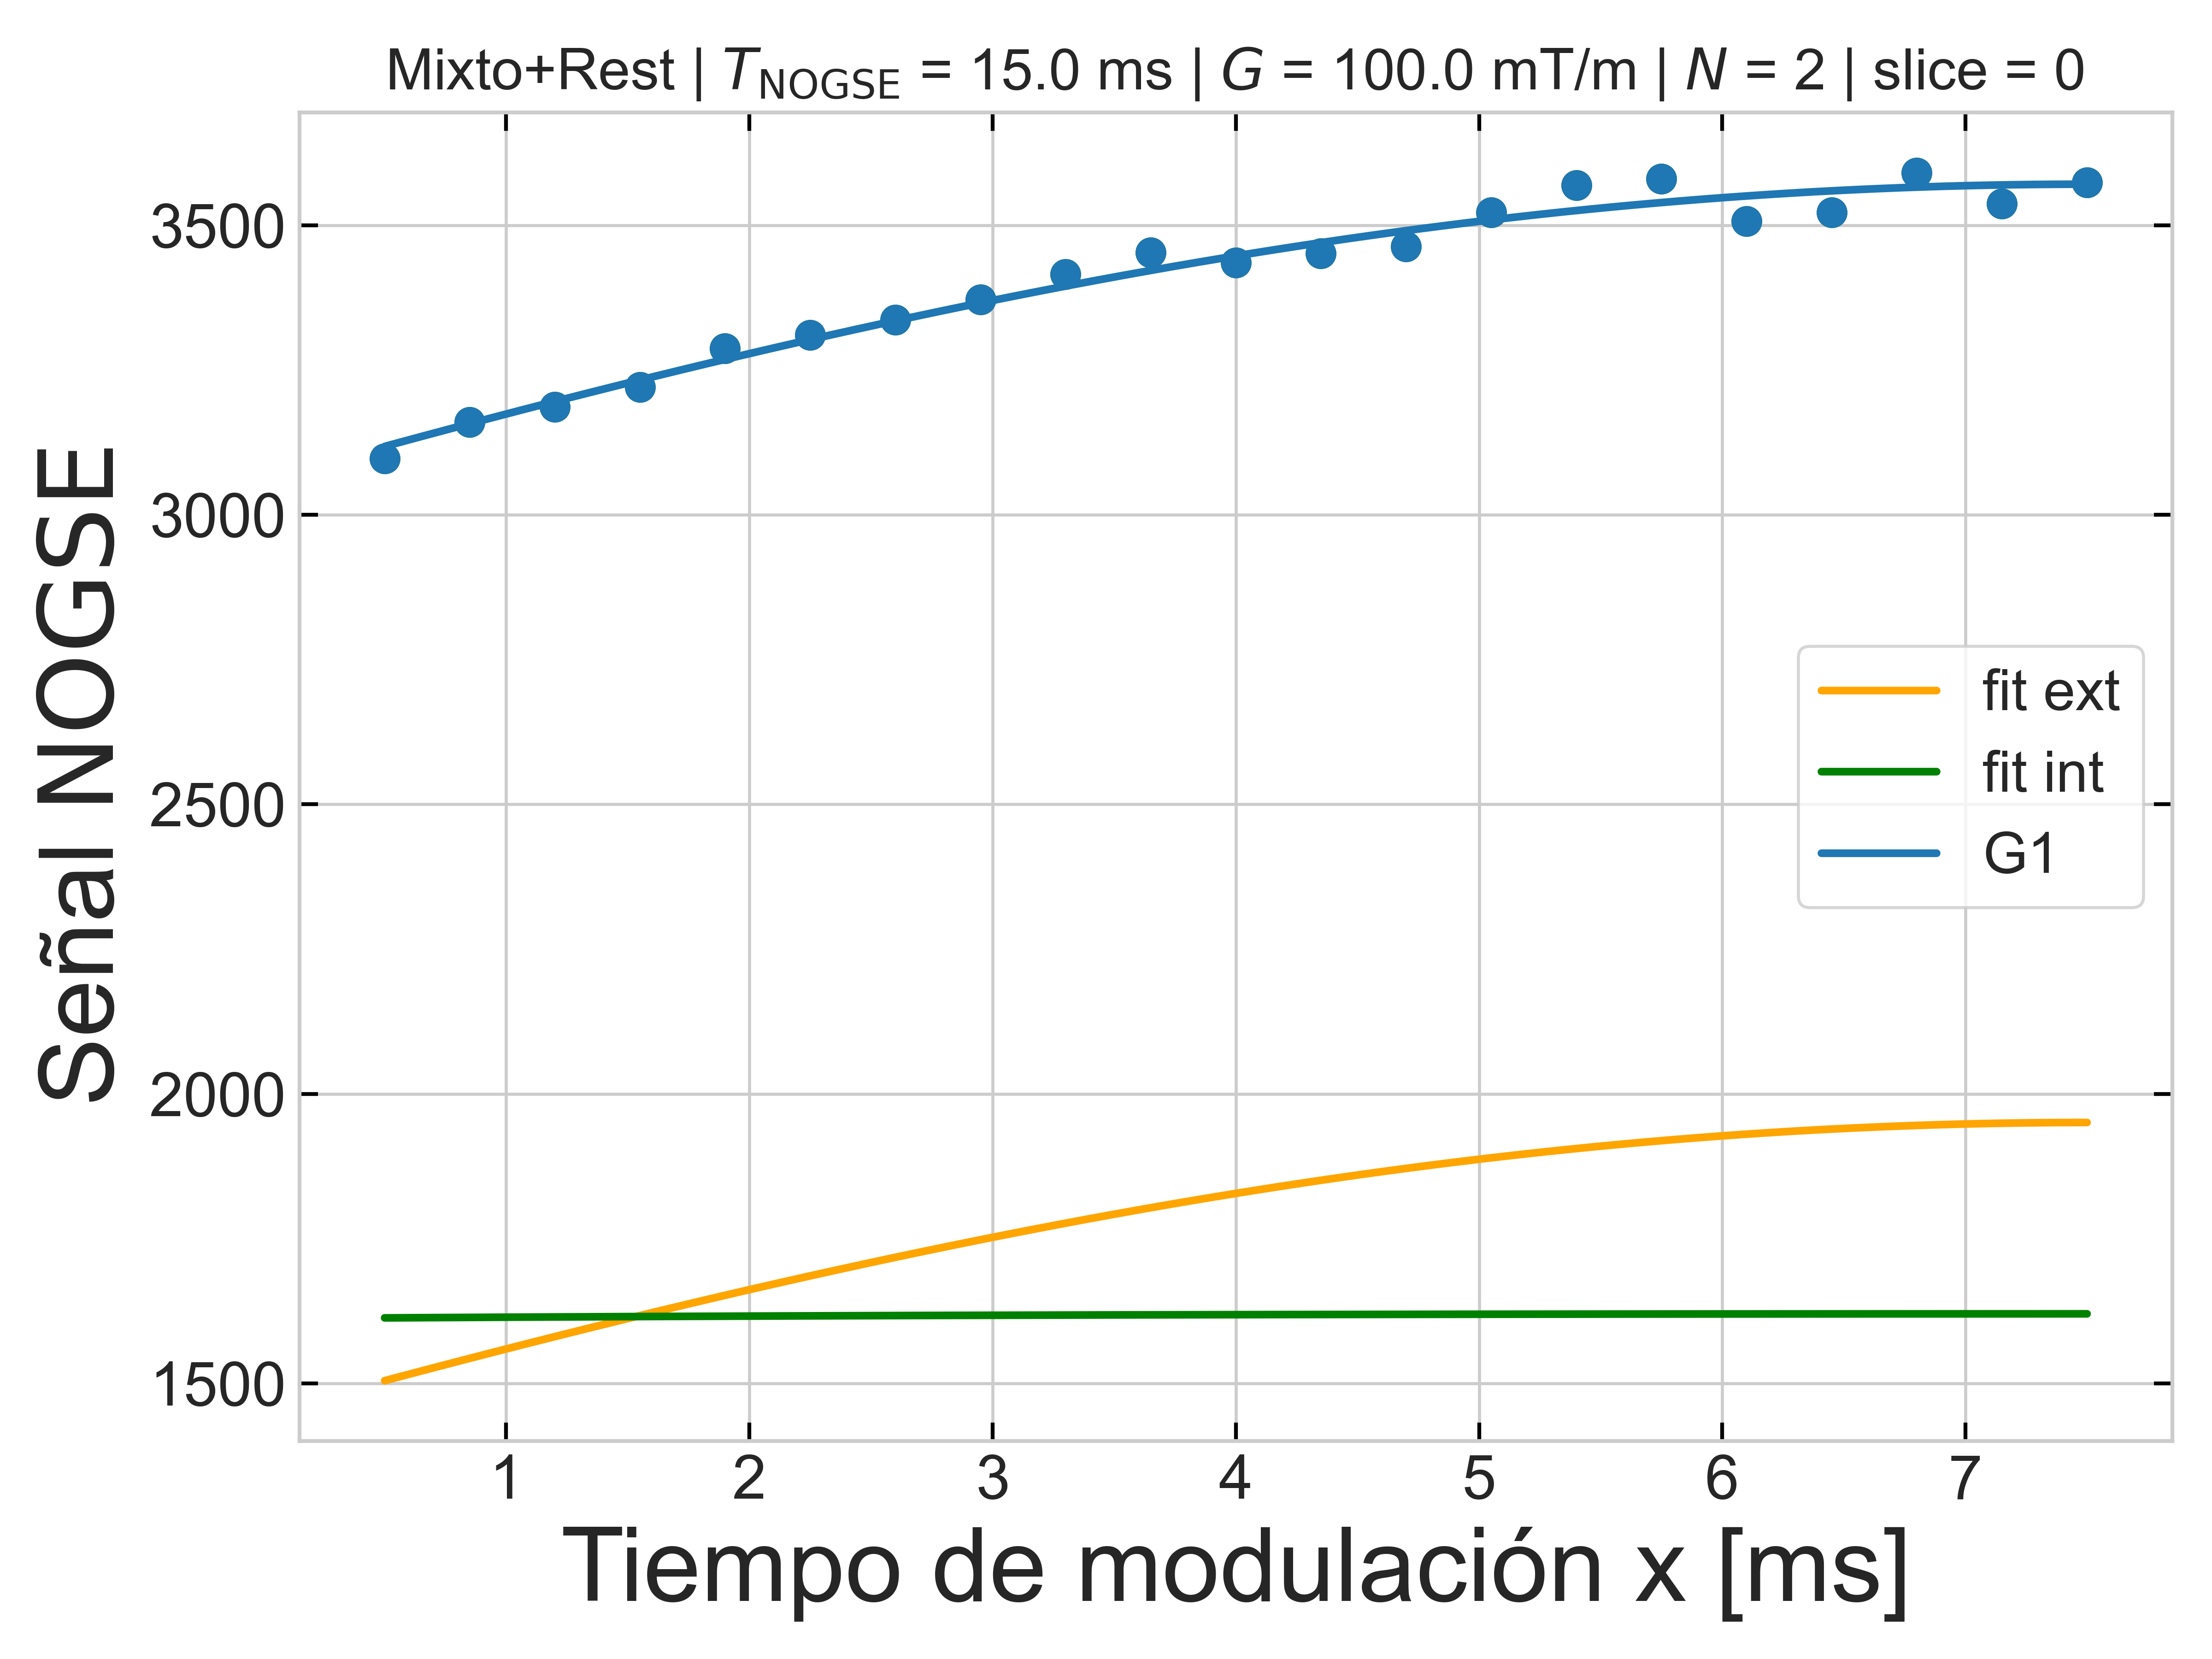 Mixto+Rest | T_NOGSE = 15.0 ms | G = 100.0 mT/m | N = 2 | slice = 0
Señal NOGSE
3500
3000
2500
2000
1500
fit ext
fit int
G1
1 2 3 4 5 6 7
Tiempo de modulación x [ms]